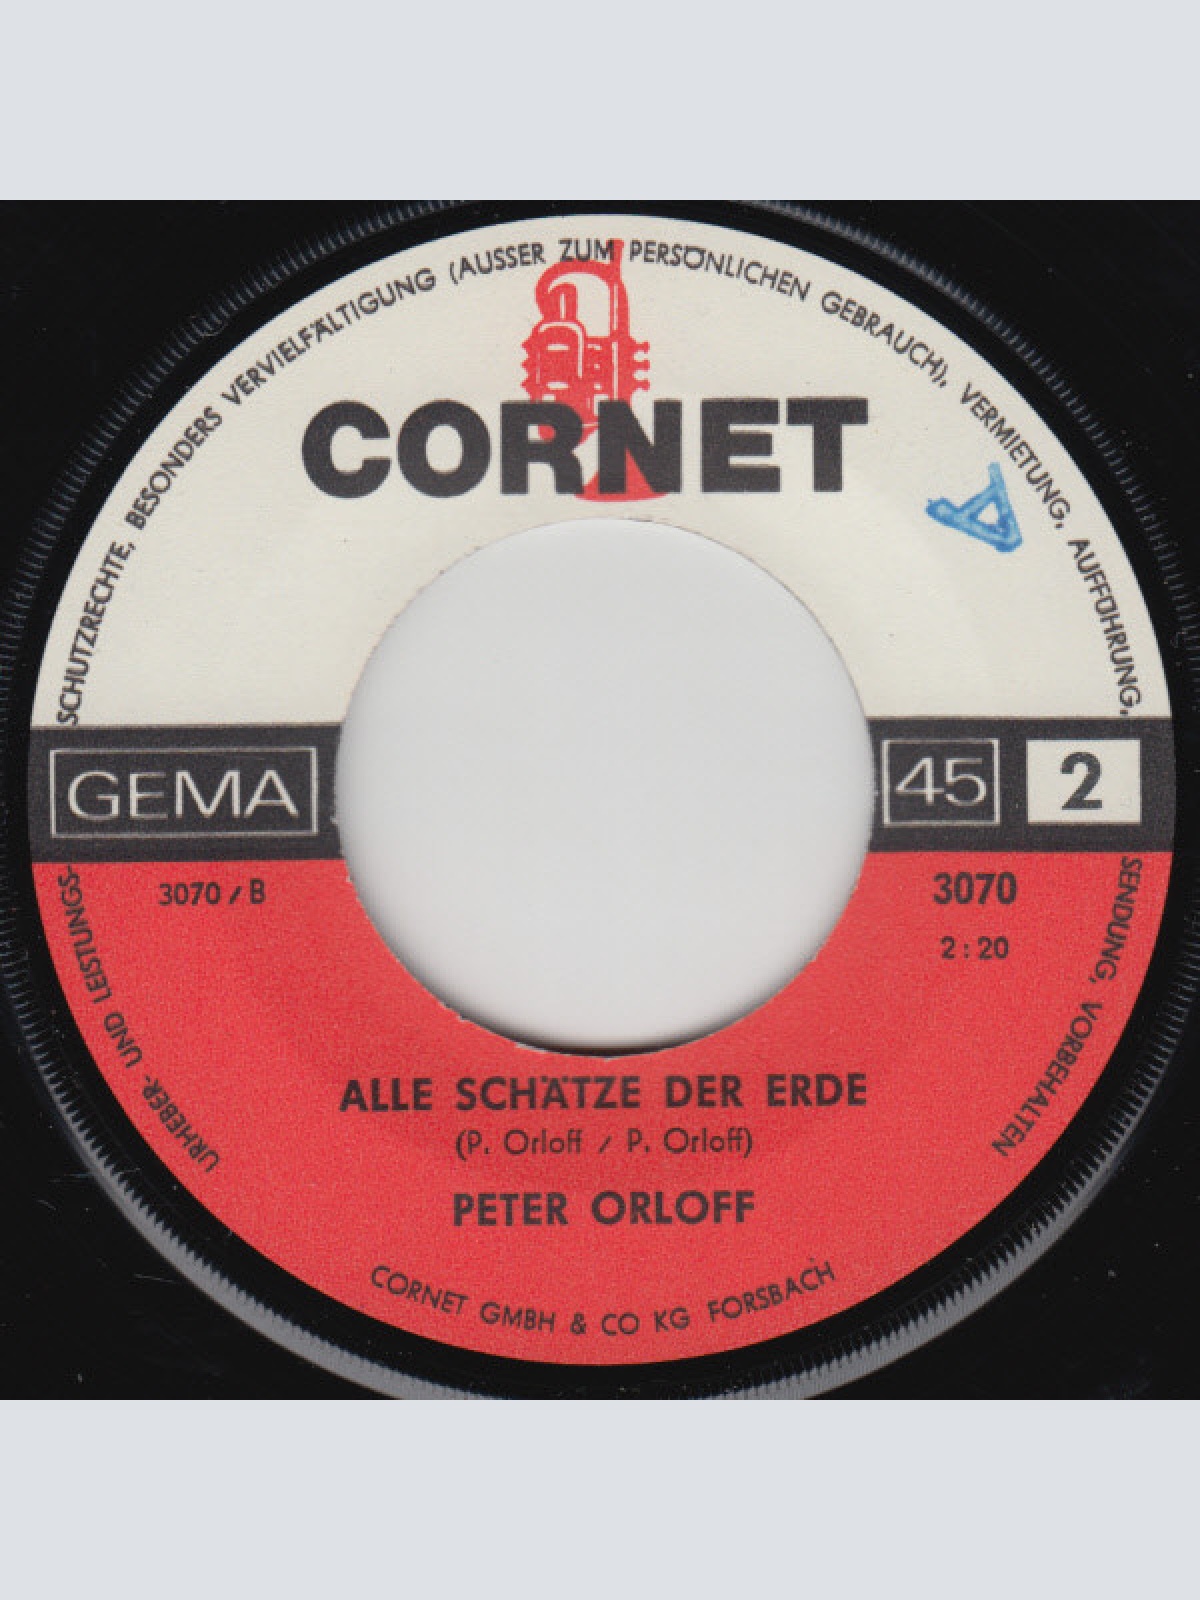 URHEBER- UND LEISTUNGS-
SCHUTZRECHTE, BESONDERS VERVIELFÄLTIGUNG (AUSSER ZUM PERSÖNLICHEN GEBRAUCH), VERMIETUNG, AUFFÜHRUNG,
SENDUNG, VORBEHALTEN
CORNET
A
GEMA
45
2
3070 / B
3070
2:20
ALLE SCHÄTZE DER ERDE
(P. Orloff / P. Orloff)
PETER ORLOFF
CORNET GMBH & CO KG FORSBACH